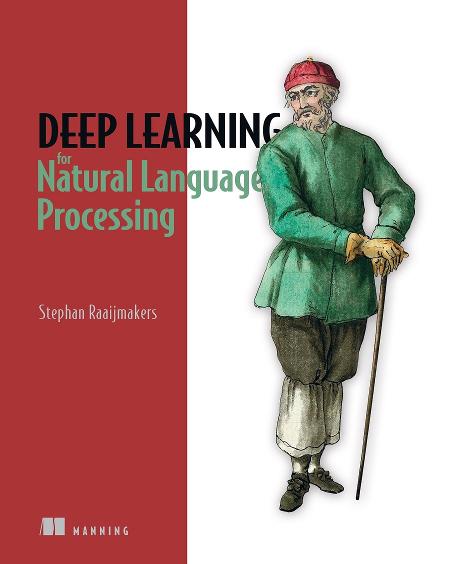 DEEP LEARNING
for
Natural Language
Processing
Stephan Raaijmakers
MANNING